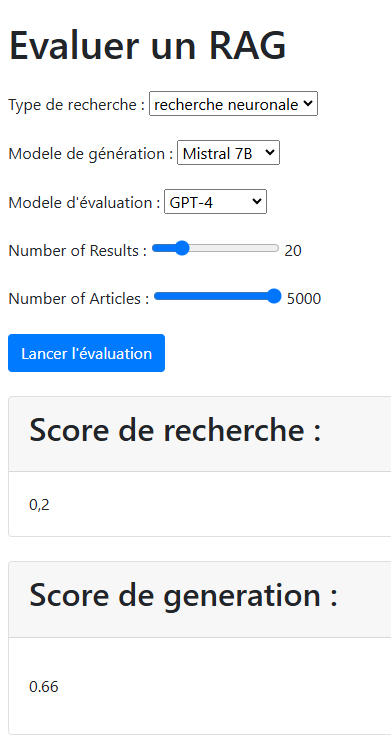 Evaluer un RAG
Type de recherche : recherche neuronale
Modele de génération : Mistral 7B
Modele d'évaluation : GPT-4
Number of Results : 20
Number of Articles : 5000
Lancer l'évaluation
Score de recherche :
0,2
Score de generation :
0.66